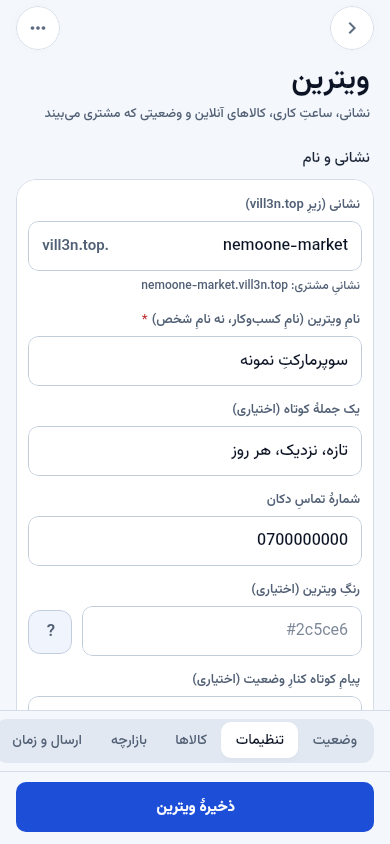 ویترین
نشانی، ساعتِ کاری، کالاهای آنلاین و وضعیتی که مشتری می‌بیند
نشانی و نام
نشانی (زیرِ vill3n.top)
nemoone-market
.vill3n.top
نشانیِ مشتری: nemoone-market.vill3n.top
نامِ ویترین (نامِ کسب‌وکار، نه نامِ شخص) *
سوپرمارکتِ نمونه
یک جملهٔ کوتاه (اختیاری)
تازه، نزدیک، هر روز
شمارهٔ تماسِ دکان
0700000000
رنگِ ویترین (اختیاری)
#2c5ce6
?
پیامِ کوتاه کنارِ وضعیت (اختیاری)
وضعیت
تنظیمات
کالاها
بازارچه
ارسال و زمان
ذخیرهٔ ویترین